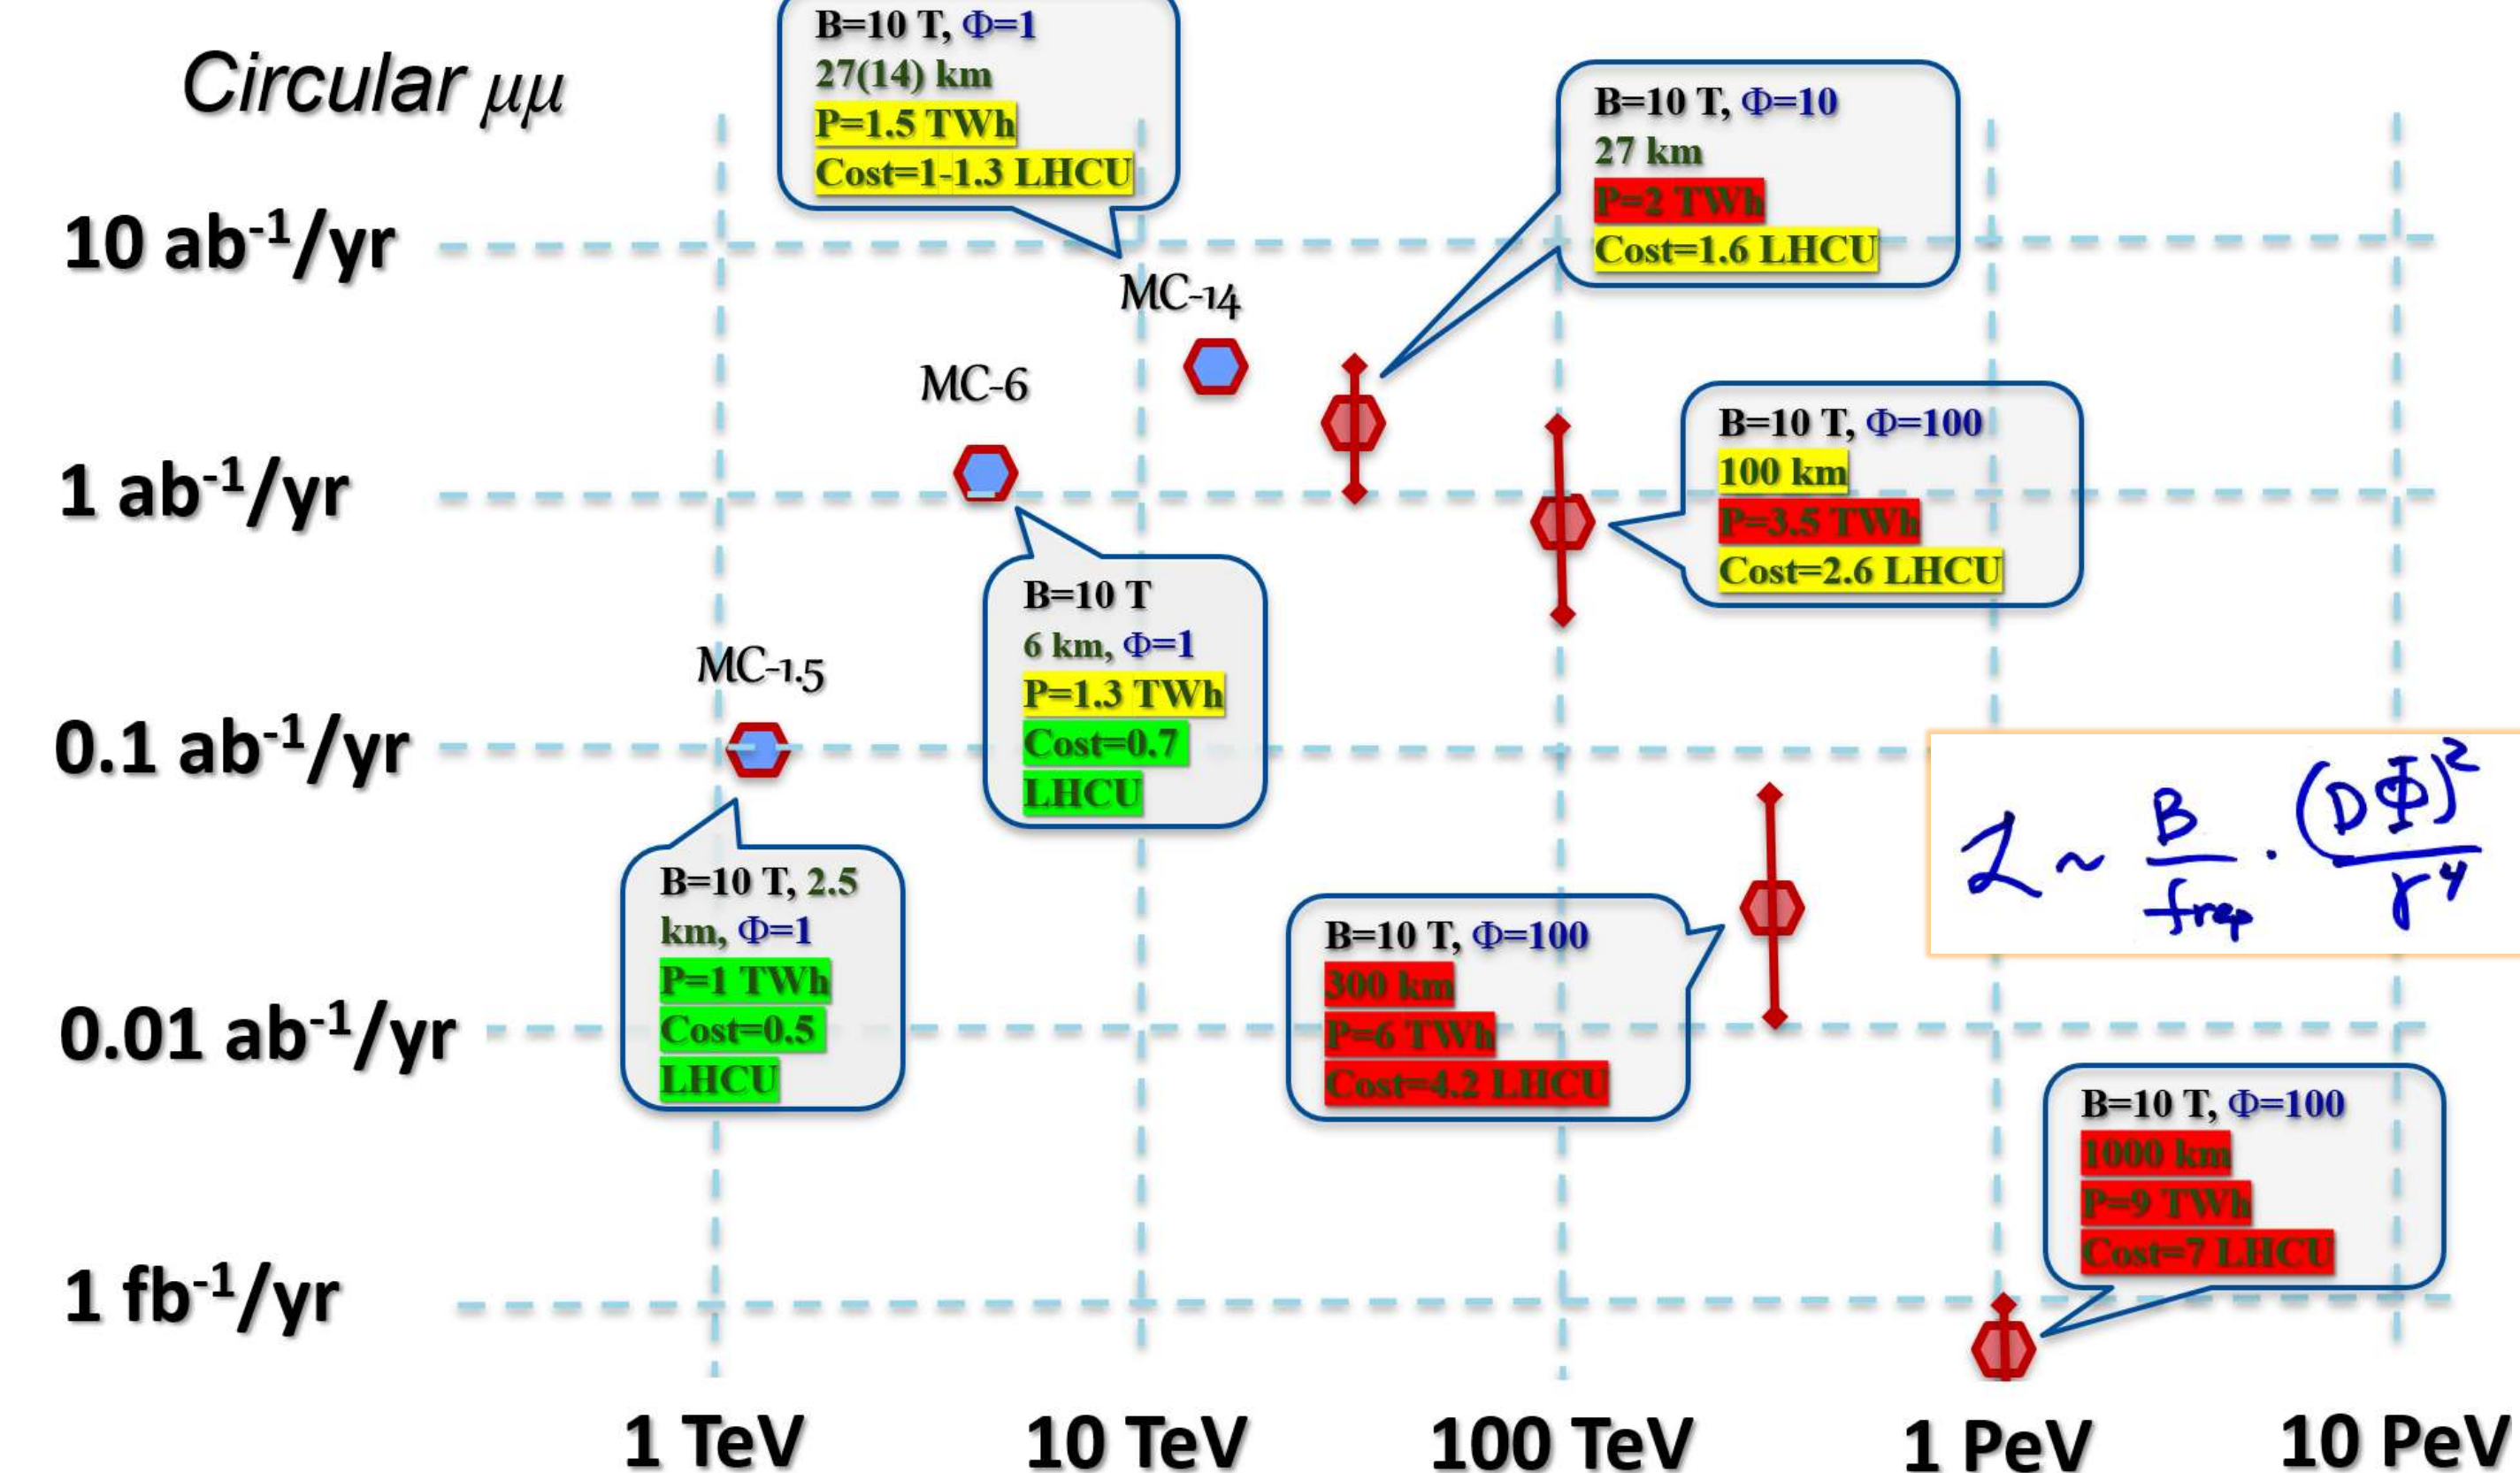 Circular μμ
B=10 T, Φ=1
27(14) km
P=1.5 TWh
Cost=1-1.3 LHCU
B=10 T, Φ=10
27 km
P=2 TWh
Cost=1.6 LHCU
10 ab⁻¹/yr
MC-14
MC-6
B=10 T, Φ=100
100 km
P=3.5 TWh
Cost=2.6 LHCU
1 ab⁻¹/yr
B=10 T
6 km, Φ=1
P=1.3 TWh
Cost=0.7
LHCU
MC-1.5
0.1 ab⁻¹/yr
B=10 T, 2.5
km, Φ=1
P=1 TWh
Cost=0.5
LHCU
ℒ ~ B/frep · (DΦ)²/γ⁴
B=10 T, Φ=100
300 km
P=6 TWh
Cost=4.2 LHCU
0.01 ab⁻¹/yr
B=10 T, Φ=100
1000 km
P=9 TWh
Cost=7 LHCU
1 fb⁻¹/yr
1 TeV
10 TeV
100 TeV
1 PeV
10 PeV